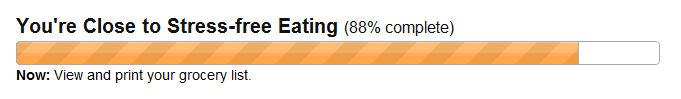 You're Close to Stress-free Eating (88% complete)
Now: View and print your grocery list.